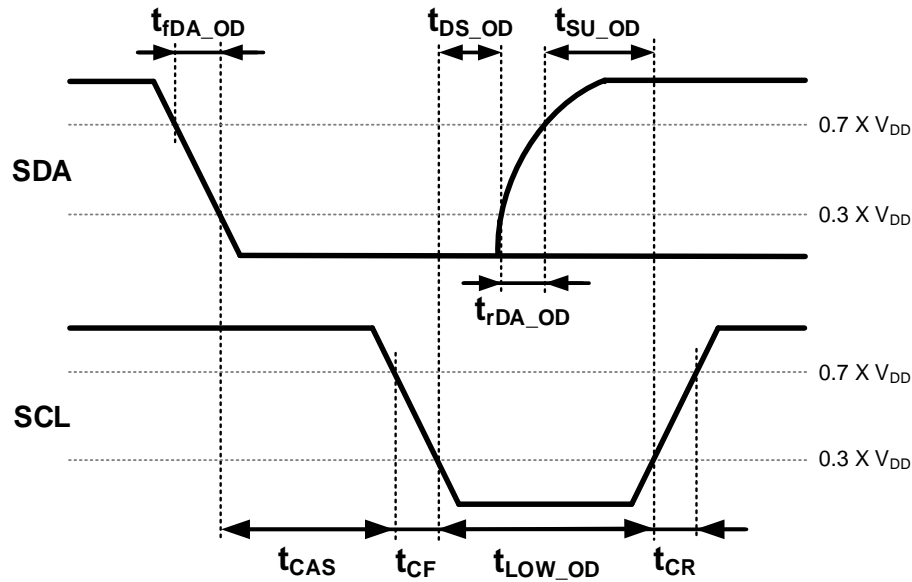 tfDA_OD tDS_OD tSU_OD
0.7 X VDD
SDA
0.3 X VDD
trDA_OD
0.7 X VDD
SCL
0.3 X VDD
tCAS tCF tLOW_OD tCR